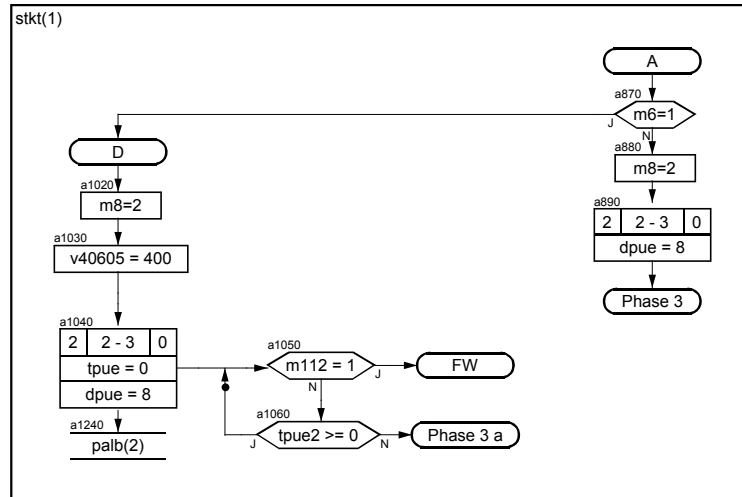 stkt(1)
A
a870
m6=1
J
N
D
a880
m8=2
a1020
m8=2
a890
2 2 - 3 0
dpue = 8
a1030
v40605 = 400
Phase 3
a1040
2 2 - 3 0
tpue = 0
dpue = 8
a1050
m112 = 1
J
N
FW
a1060
tpue2 >= 0
J
N
Phase 3 a
a1240
palb(2)